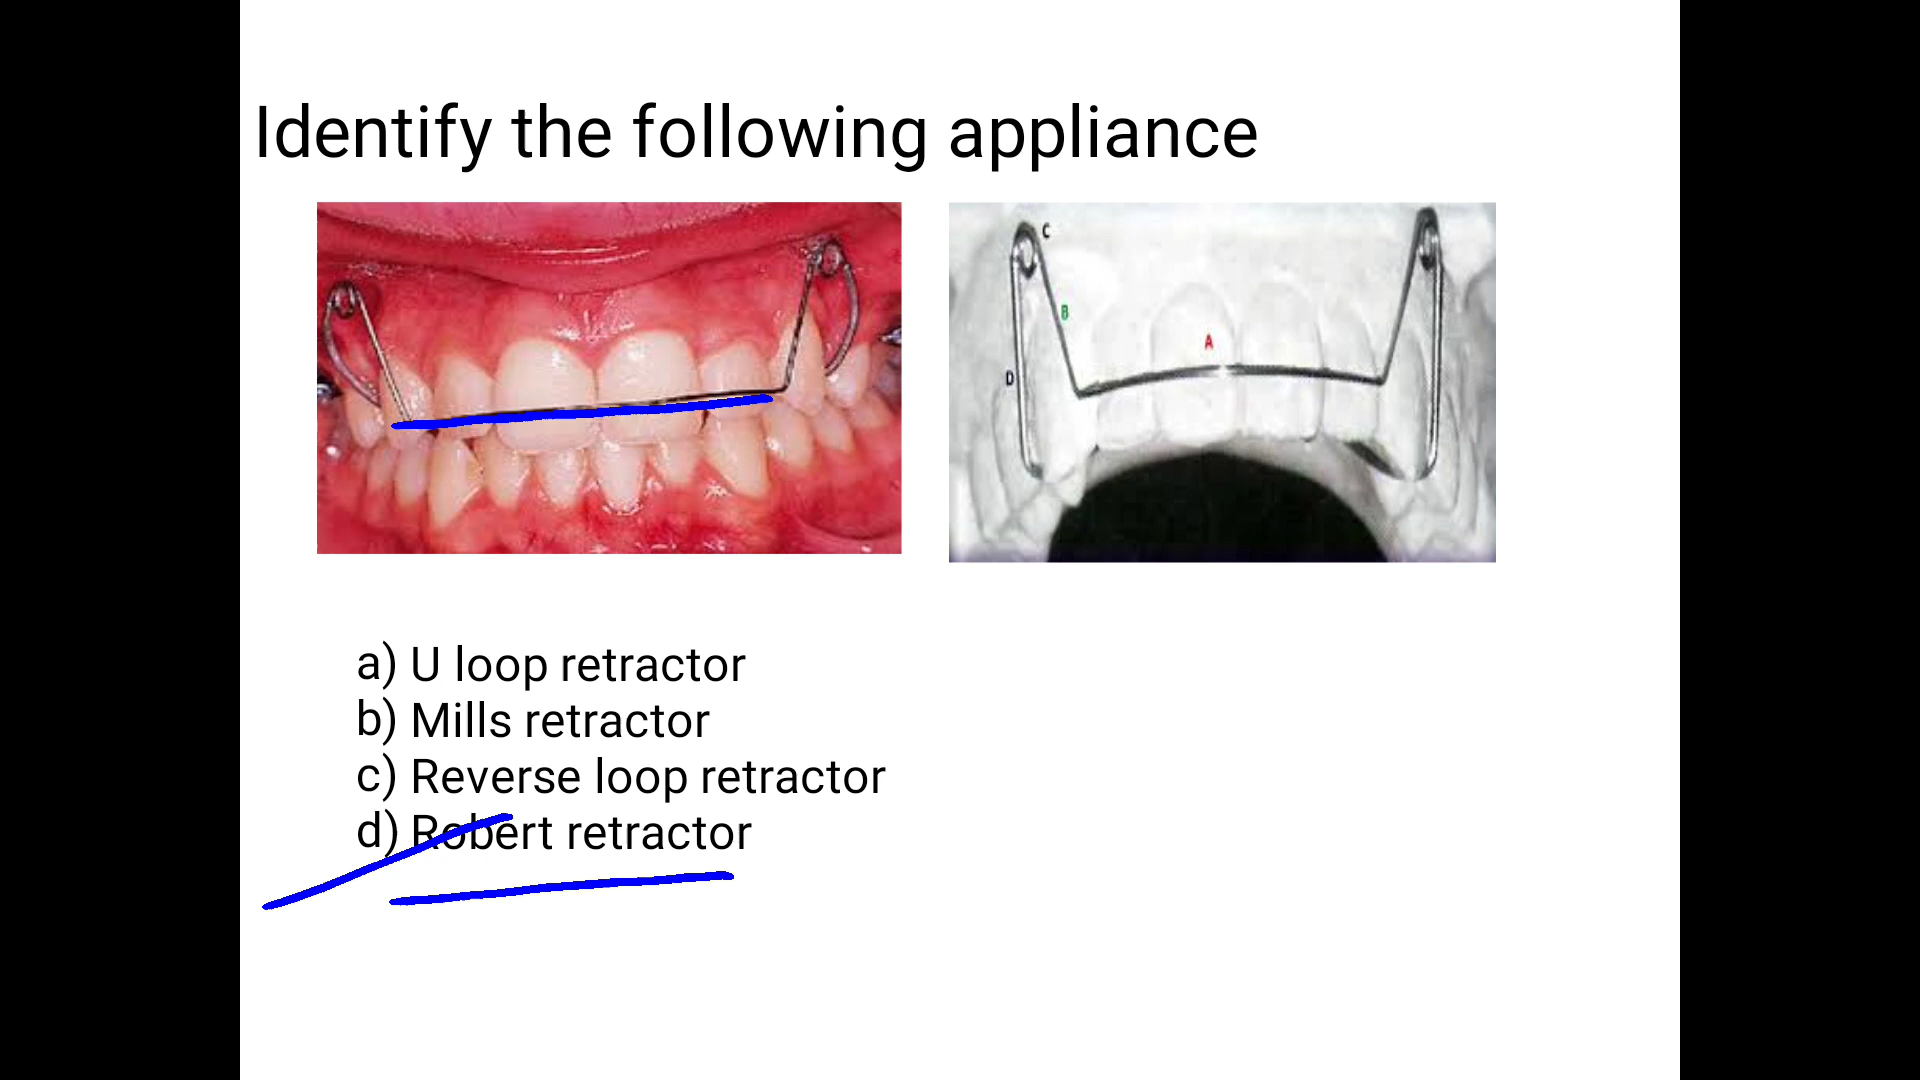 Identify the following appliance
C
B
A
D
a) U loop retractor
b) Mills retractor
c) Reverse loop retractor
d) Robert retractor